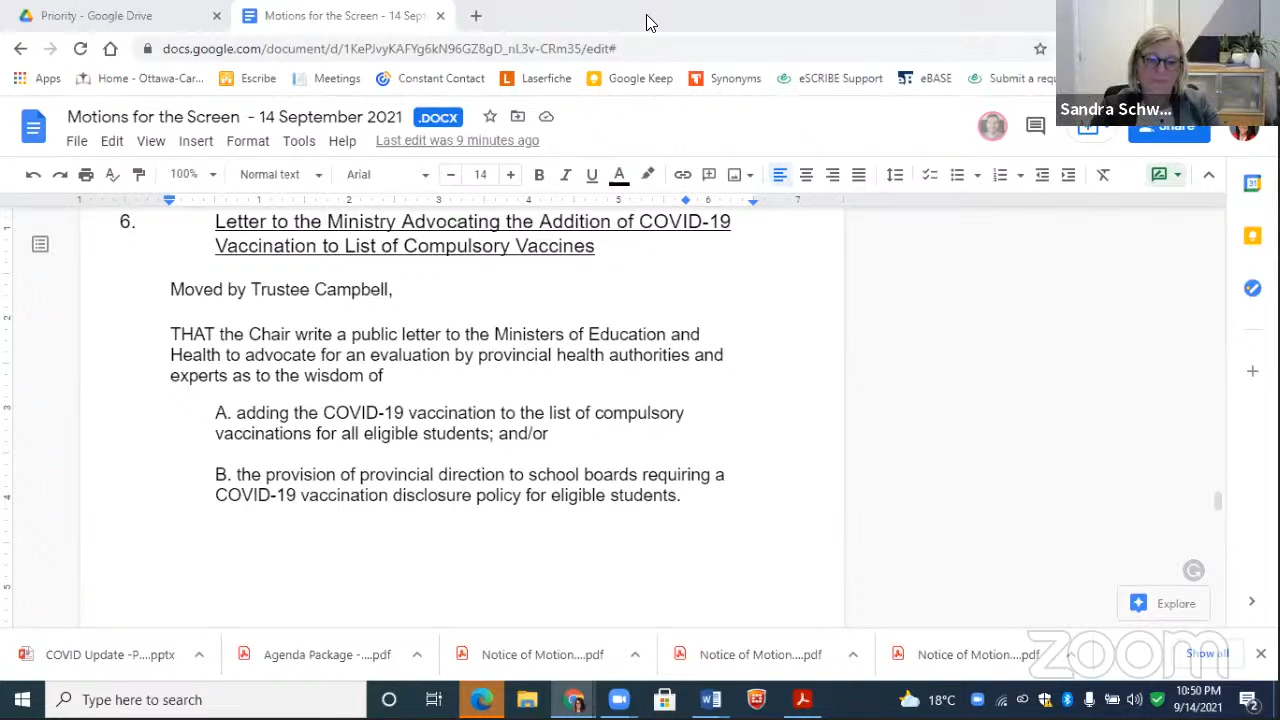 Priority - Google Drive
Motions for the Screen - 14 Sept
docs.google.com/document/d/1KePJvyKAFYg6kN96GZ8gD_nL3v-CRm35/edit#
Apps
Home - Ottawa-Car...
Escribe
Meetings
Constant Contact
Laserfiche
Google Keep
Synonyms
eSCRIBE Support
eBASE
Submit a requ
Sandra Schw...
Motions for the Screen - 14 September 2021 .DOCX
Share
File Edit View Insert Format Tools Help Last edit was 9 minutes ago
100% Normal text Arial 14
6. Letter to the Ministry Advocating the Addition of COVID-19
Vaccination to List of Compulsory Vaccines
Moved by Trustee Campbell,
THAT the Chair write a public letter to the Ministers of Education and
Health to advocate for an evaluation by provincial health authorities and
experts as to the wisdom of
A. adding the COVID-19 vaccination to the list of compulsory
vaccinations for all eligible students; and/or
B. the provision of provincial direction to school boards requiring a
COVID-19 vaccination disclosure policy for eligible students.
Explore
COVID Update -P....pptx
Agenda Package -....pdf
Notice of Motion....pdf
Notice of Motion....pdf
Notice of Motion....pdf
Show all
zoom
Type here to search
18°C
10:50 PM
9/14/2021
2